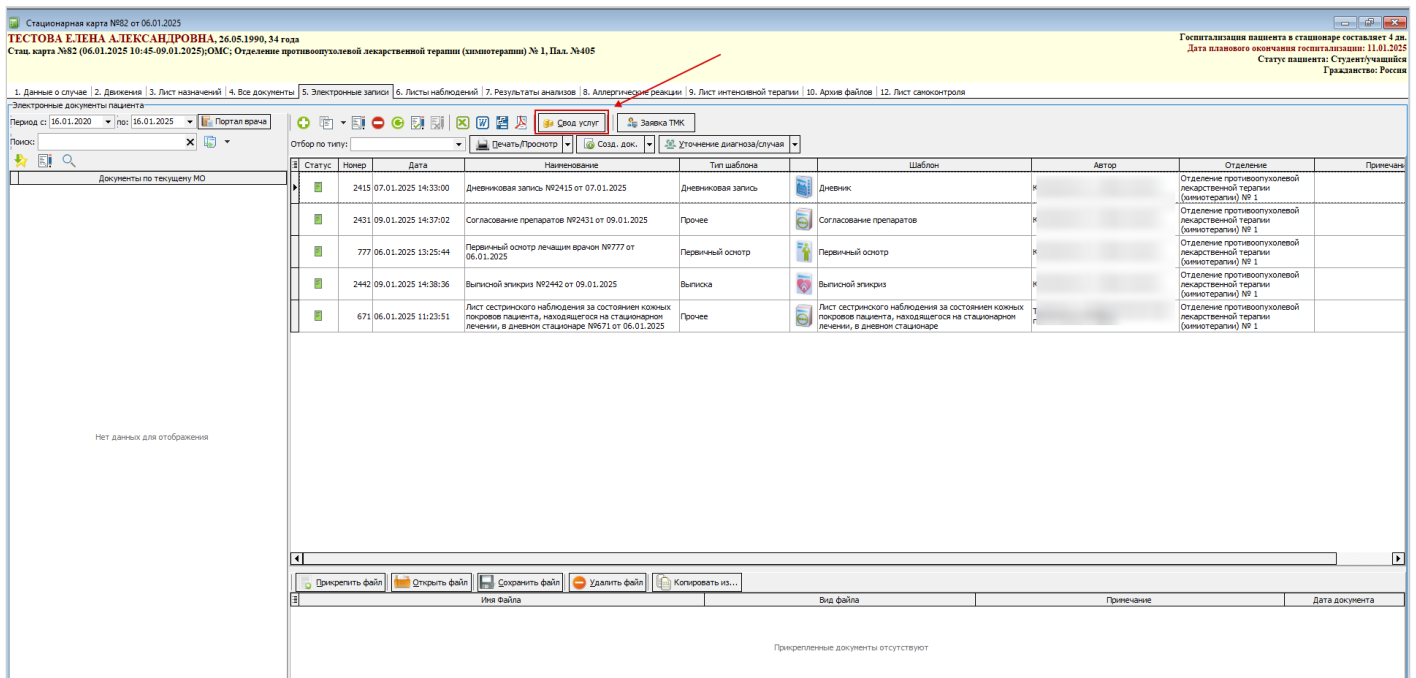 Стационарная карта №82 от 06.01.2025
ТЕСТОВА ЕЛЕНА АЛЕКСАНДРОВНА, 26.05.1990, 34 года
Стац. карта №82 (06.01.2025 10:45-09.01.2025);ОМС; Отделение противоопухолевой лекарственной терапии (химиотерапии) № 1, Пал. №405
Госпитализация пациента в стационаре составляет 4 дн.
Дата планового окончания госпитализации: 11.01.2025
Статус пациента: Студент/учащийся
Гражданство: Россия
1. Данные о случае 2. Движения 3. Лист назначений 4. Все документы 5. Электронные записи 6. Листы наблюдений 7. Результаты анализов 8. Аллергические реакции 9. Лист интенсивной терапии 10. Архив файлов 12. Лист самоконтроля
Электронные документы пациента
Период с: 16.01.2020 по: 16.01.2025 Портал врача
Поиск:
Документы по текущему МО
Нет данных для отображения
Свод услуг Заявка ТМК
Отбор по типу: Печать/Просмотр Созд. док. Уточнение диагноза/случая
Статус Номер Дата Наименование Тип шаблона Шаблон Автор Отделение Примечани
2415 07.01.2025 14:33:00 Дневниковая запись №2415 от 07.01.2025 Дневниковая запись Дневник К
Отделение противоопухолевой
лекарственной терапии
(химиотерапии) № 1
2431 09.01.2025 14:37:02 Согласование препаратов №2431 от 09.01.2025 Прочее Согласование препаратов К
Отделение противоопухолевой
лекарственной терапии
(химиотерапии) № 1
777 06.01.2025 13:25:44 Первичный осмотр лечащим врачом №777 от
06.01.2025
Первичный осмотр Первичный осмотр К
Отделение противоопухолевой
лекарственной терапии
(химиотерапии) № 1
2442 09.01.2025 14:38:36 Выписной эпикриз №2442 от 09.01.2025 Выписка Выписной эпикриз К
Отделение противоопухолевой
лекарственной терапии
(химиотерапии) № 1
671 06.01.2025 11:23:51
Лист сестринского наблюдения за состоянием кожных
покровов пациента, находящегося на стационарном
лечении, в дневном стационаре №671 от 06.01.2025
Прочее
Лист сестринского наблюдения за состоянием кожных
покровов пациента, находящегося на стационарном
лечении, в дневном стационаре
Отделение противоопухолевой
лекарственной терапии
(химиотерапии) № 1
Прикрепить файл Открыть файл Сохранить файл Удалить файл Копировать из...
Имя Файла Вид файла Примечание Дата документа
Прикрепленные документы отсутствуют